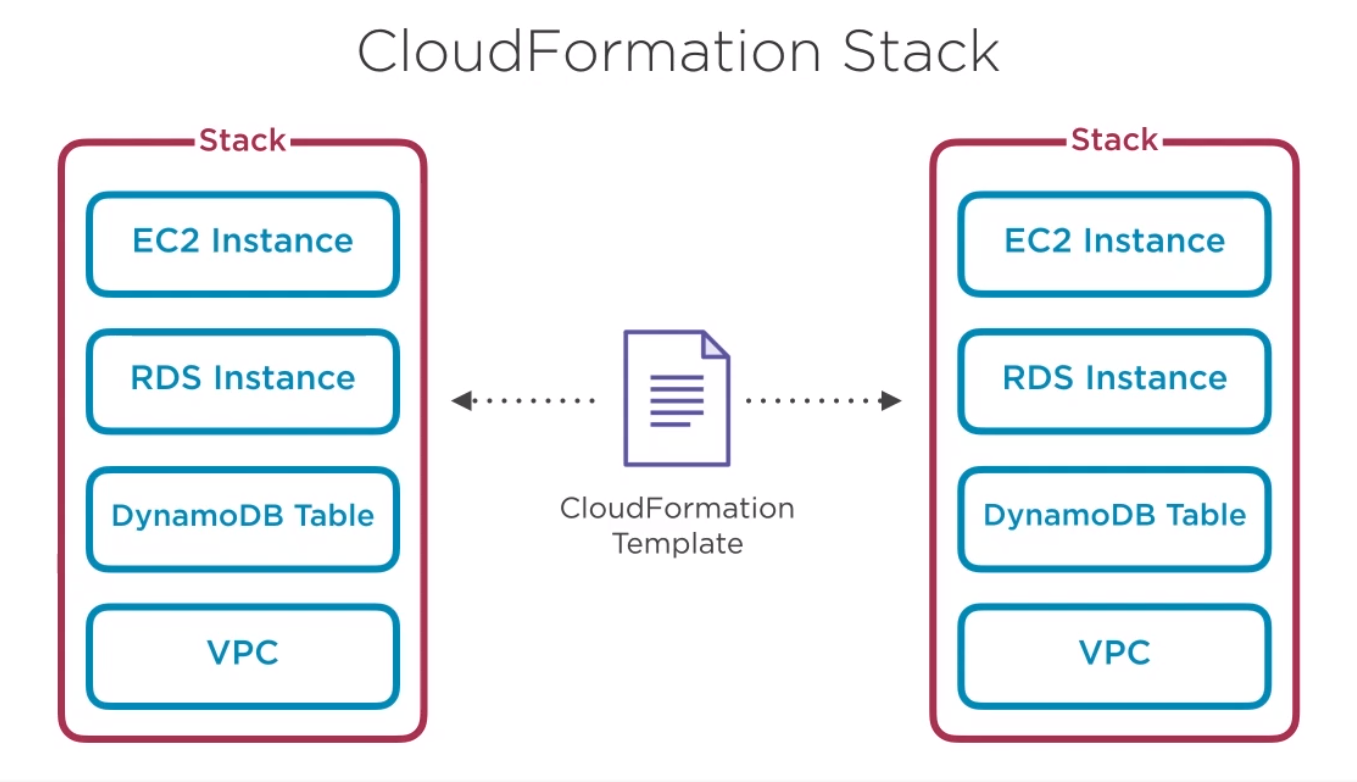 CloudFormation Stack
Stack
EC2 Instance
RDS Instance
DynamoDB Table
VPC
CloudFormation
Template
Stack
EC2 Instance
RDS Instance
DynamoDB Table
VPC